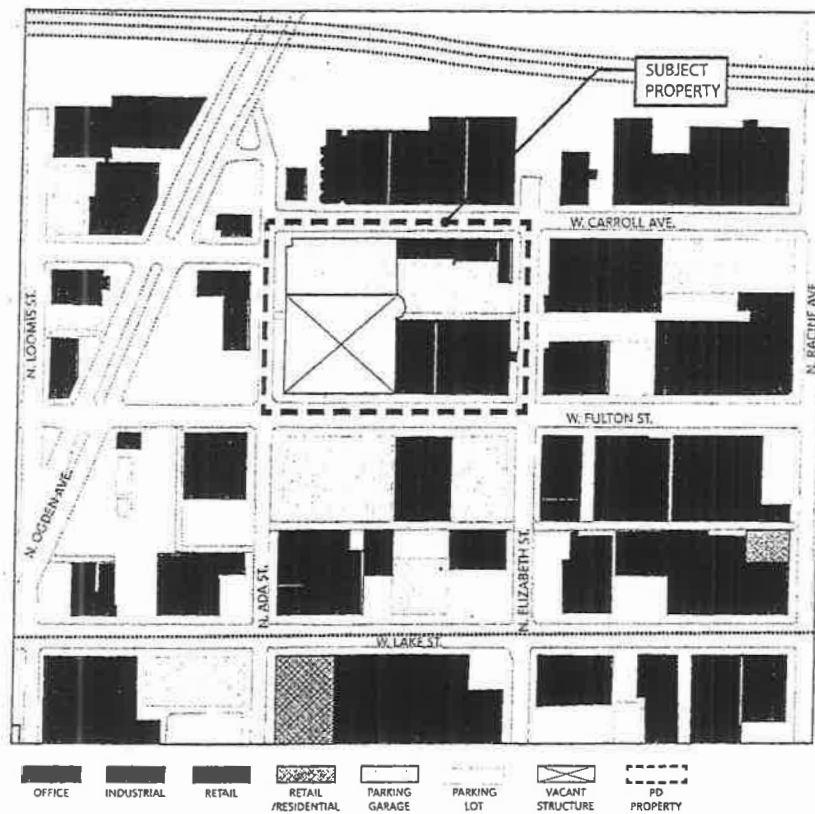 SUBJECT
PROPERTY
W. CARROLL AVE.
N. LOOMIS ST.
N. RACINE AVE.
W. FULTON ST.
N. OGDEN AVE.
N. ADA ST.
N. ELIZABETH ST.
W. LAKE ST.
OFFICE
INDUSTRIAL
RETAIL
RETAIL
/RESIDENTIAL
PARKING
GARAGE
PARKING
LOT
VACANT
STRUCTURE
PD
PROPERTY